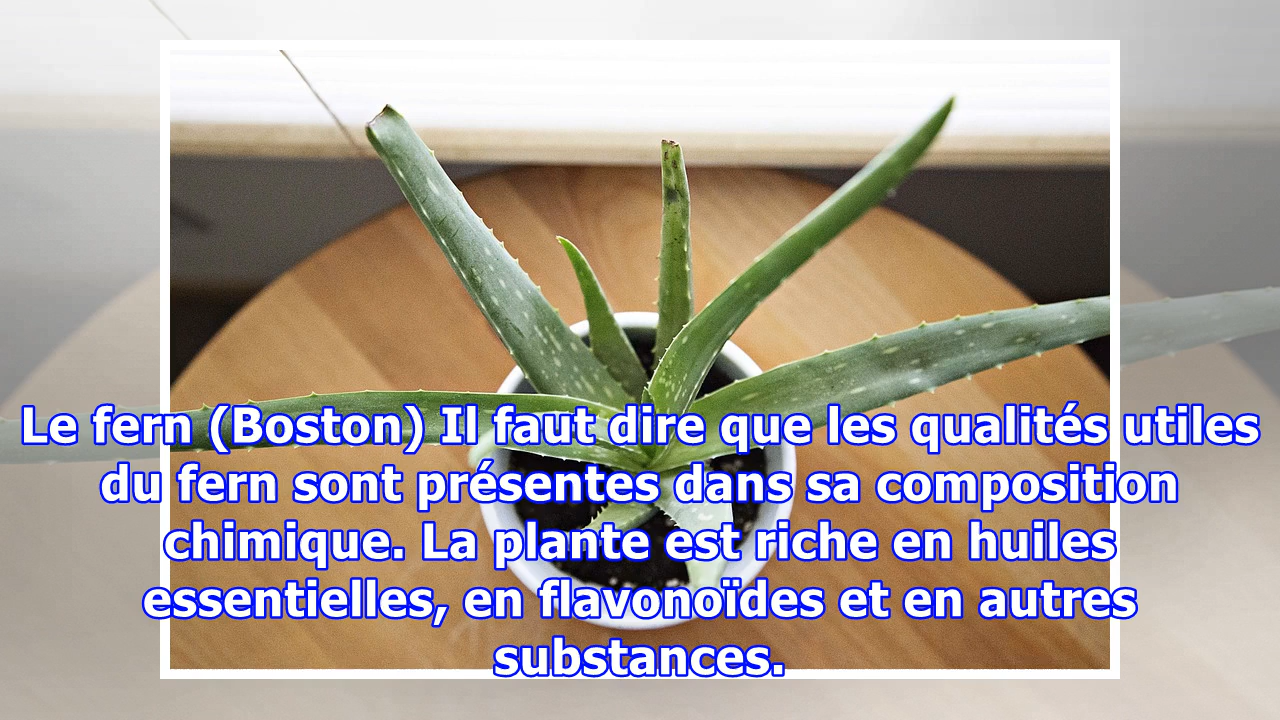 Le fern (Boston) Il faut dire que les qualités utiles
du fern sont présentes dans sa composition
chimique. La plante est riche en huiles
essentielles, en flavonoïdes et en autres
substances.